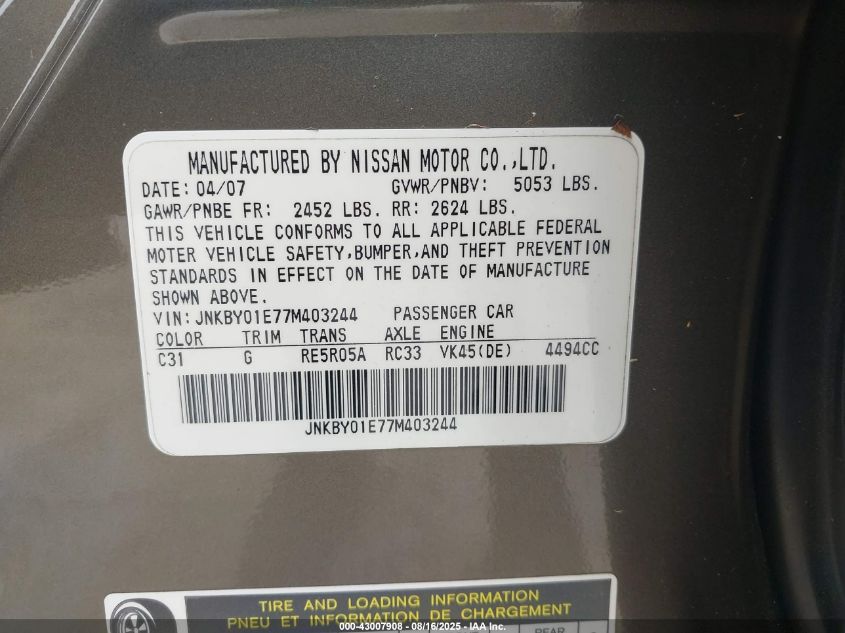 MANUFACTURED BY NISSAN MOTOR CO.,LTD.
DATE: 04/07 GVWR/PNBV: 5053 LBS.
GAWR/PNBE FR: 2452 LBS. RR: 2624 LBS.
THIS VEHICLE CONFORMS TO ALL APPLICABLE FEDERAL
MOTER VEHICLE SAFETY,BUMPER,AND THEFT PREVENTION
STANDARDS IN EFFECT ON THE DATE OF MANUFACTURE
SHOWN ABOVE.
VIN: JNKBY01E77M403244 PASSENGER CAR
COLOR TRIM TRANS AXLE ENGINE
C31 G RE5R05A RC33 VK45(DE) 4494CC
JNKBY01E77M403244
TIRE AND LOADING INFORMATION
PNEU ET INFORMATION DE CHARGEMENT
REAR
000-43007908 - 08/16/2025 - IAA Inc.